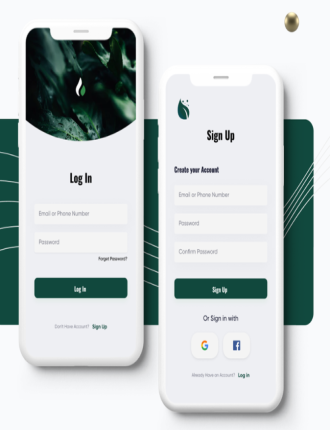 Log In
Email or Phone Number
Password
Forget Password?
Log In
Don't Have Account? Sign Up
Sign Up
Create your Account
Email or Phone Number
Password
Confirm Password
Sign Up
Or Sign in with
G
f
Already Have an Account? Log in